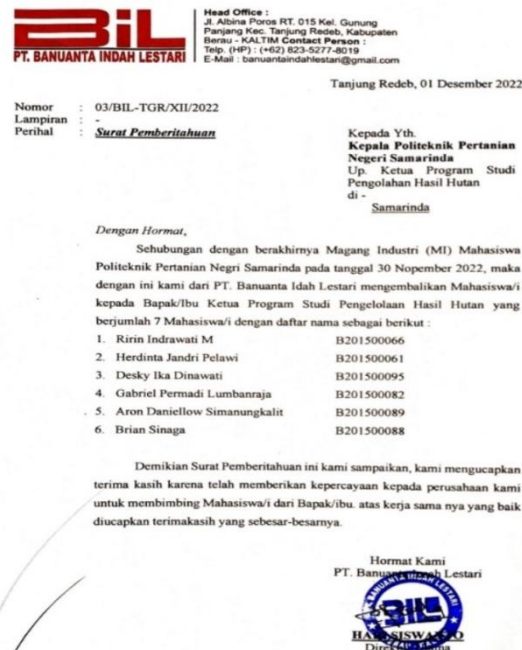 BIL
PT. BANUANTA INDAH LESTARI
Head Office :
Jl. Albina Poros RT. 015 Kel. Gunung
Panjang Kec. Tanjung Redeb, Kabupaten
Berau - KALTIM Contact Person :
Telp. (HP) : (+62) 823-5277-8019
E-Mail : banuantaindahlestari@gmail.com
Tanjung Redeb, 01 Desember 2022
Nomor : 03/BIL-TGR/XII/2022
Lampiran : -
Perihal : Surat Pemberitahuan
Kepada Yth.
Kepala Politeknik Pertanian
Negeri Samarinda
Up. Ketua Program Studi
Pengolahan Hasil Hutan
di -
Samarinda
Dengan Hormat,
Sehubungan dengan berakhirnya Magang Industri (MI) Mahasiswa
Politeknik Pertanian Negri Samarinda pada tanggal 30 Nopember 2022, maka
dengan ini kami dari PT. Banuanta Idah Lestari mengembalikan Mahasiswa/i
kepada Bapak/Ibu Ketua Program Studi Pengelolaan Hasil Hutan yang
berjumlah 7 Mahasiswa/i dengan daftar nama sebagai berikut :
1. Ririn Indrawati M B201500066
2. Herdinta Jandri Pelawi B201500061
3. Desky Ika Dinawati B201500095
4. Gabriel Permadi Lumbanraja B201500082
5. Aron Daniellow Simanungkalit B201500089
6. Brian Sinaga B201500088
Demikian Surat Pemberitahuan ini kami sampaikan, kami mengucapkan
terima kasih karena telah memberikan kepercayaan kepada perusahaan kami
untuk membimbing Mahasiswa/i dari Bapak/ibu. atas kerja sama nya yang baik
diucapkan terimakasih yang sebesar-besarnya.
Hormat Kami
PT. Banuanta Indah Lestari
BIL